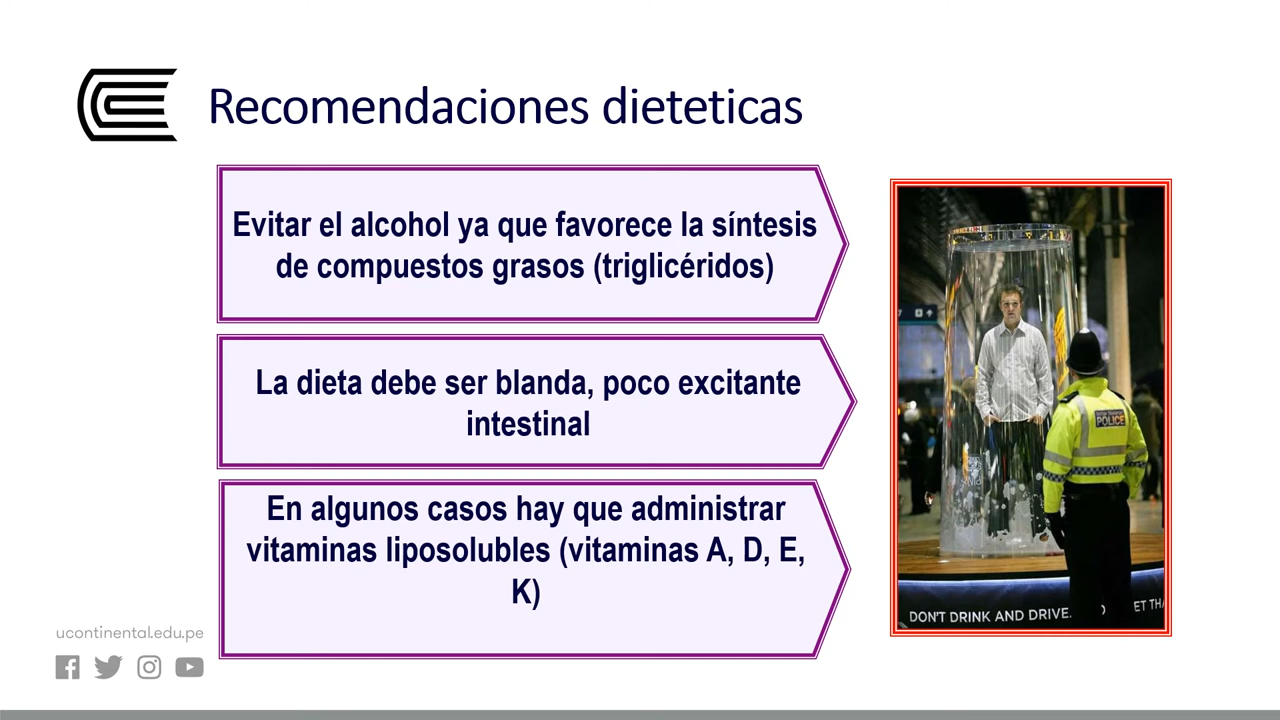 Recomendaciones dieteticas
Evitar el alcohol ya que favorece la síntesis
de compuestos grasos (triglicéridos)
La dieta debe ser blanda, poco excitante
intestinal
En algunos casos hay que administrar
vitaminas liposolubles (vitaminas A, D, E,
K)
POLICE
DON'T DRINK AND DRIVE.
ET THA
ucontinental.edu.pe